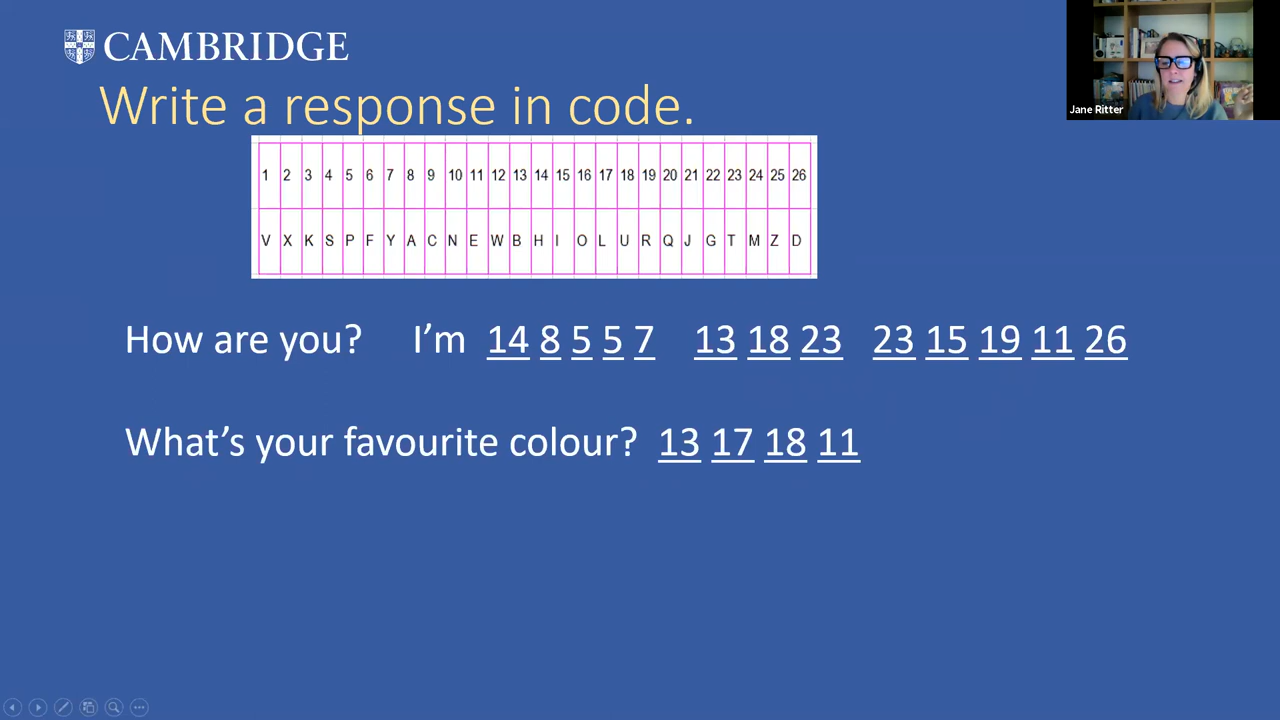 CAMBRIDGE
Jane Ritter
Write a response in code.
1 2 3 4 5 6 7 8 9 10 11 12 13 14 15 16 17 18 19 20 21 22 23 24 25 26
V X K S P F Y A C N E W B H I O L U R Q J G T M Z D
How are you? I’m 14 8 5 5 7 13 18 23 23 15 19 11 26
What’s your favourite colour? 13 17 18 11